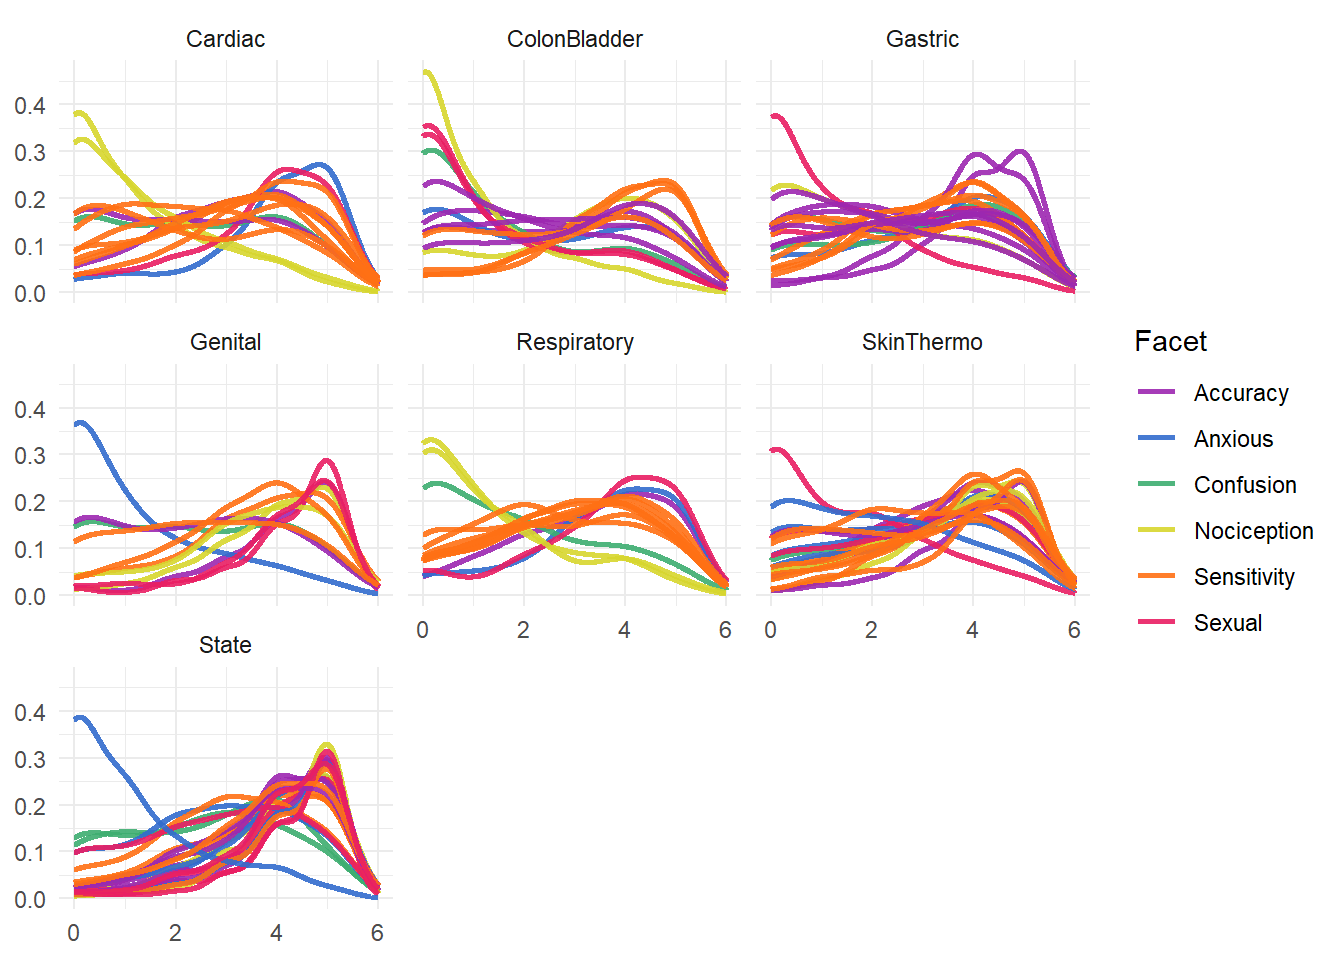 Cardiac
ColonBladder
Gastric
0.4
0.3
0.2
0.1
0.0
Genital
Respiratory
SkinThermo
0.4
0.3
0.2
0.1
0.0
0 2 4 6
0 2 4 6
State
0.4
0.3
0.2
0.1
0.0
0 2 4 6
Facet
Accuracy
Anxious
Confusion
Nociception
Sensitivity
Sexual